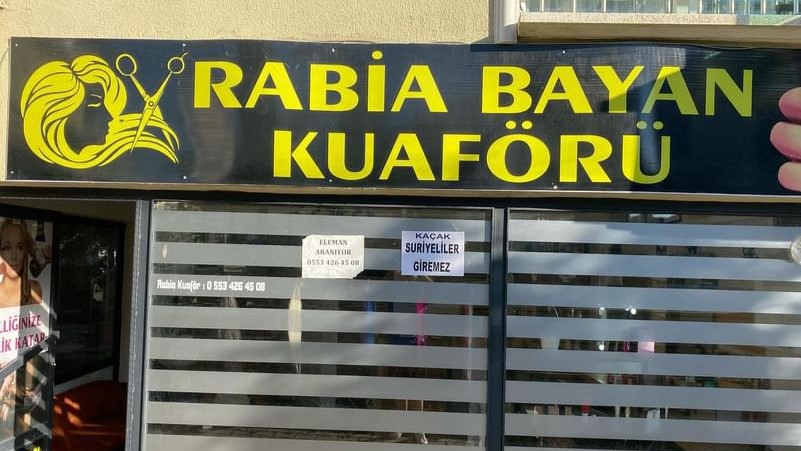 RABİA BAYAN
KUAFÖRÜ
ELEMAN
ARANIYOR
0553 426 45 08
KAÇAK
SURİYELİLER
GİREMEZ
Rabia Kuaför : 0 553 426 45 08
LLİĞİNİZE
LİK KATAR